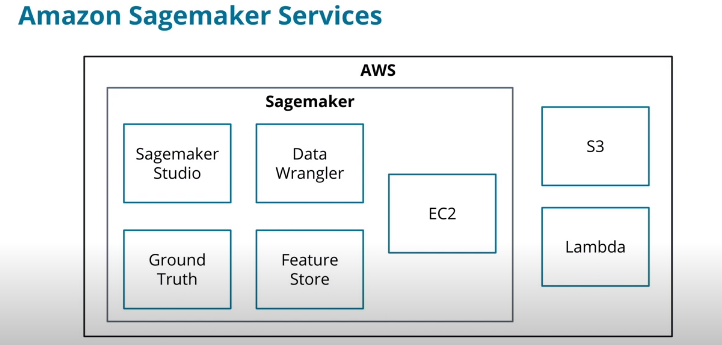 Amazon Sagemaker Services
AWS
Sagemaker
Sagemaker
Studio
Data
Wrangler
EC2
Ground
Truth
Feature
Store
S3
Lambda